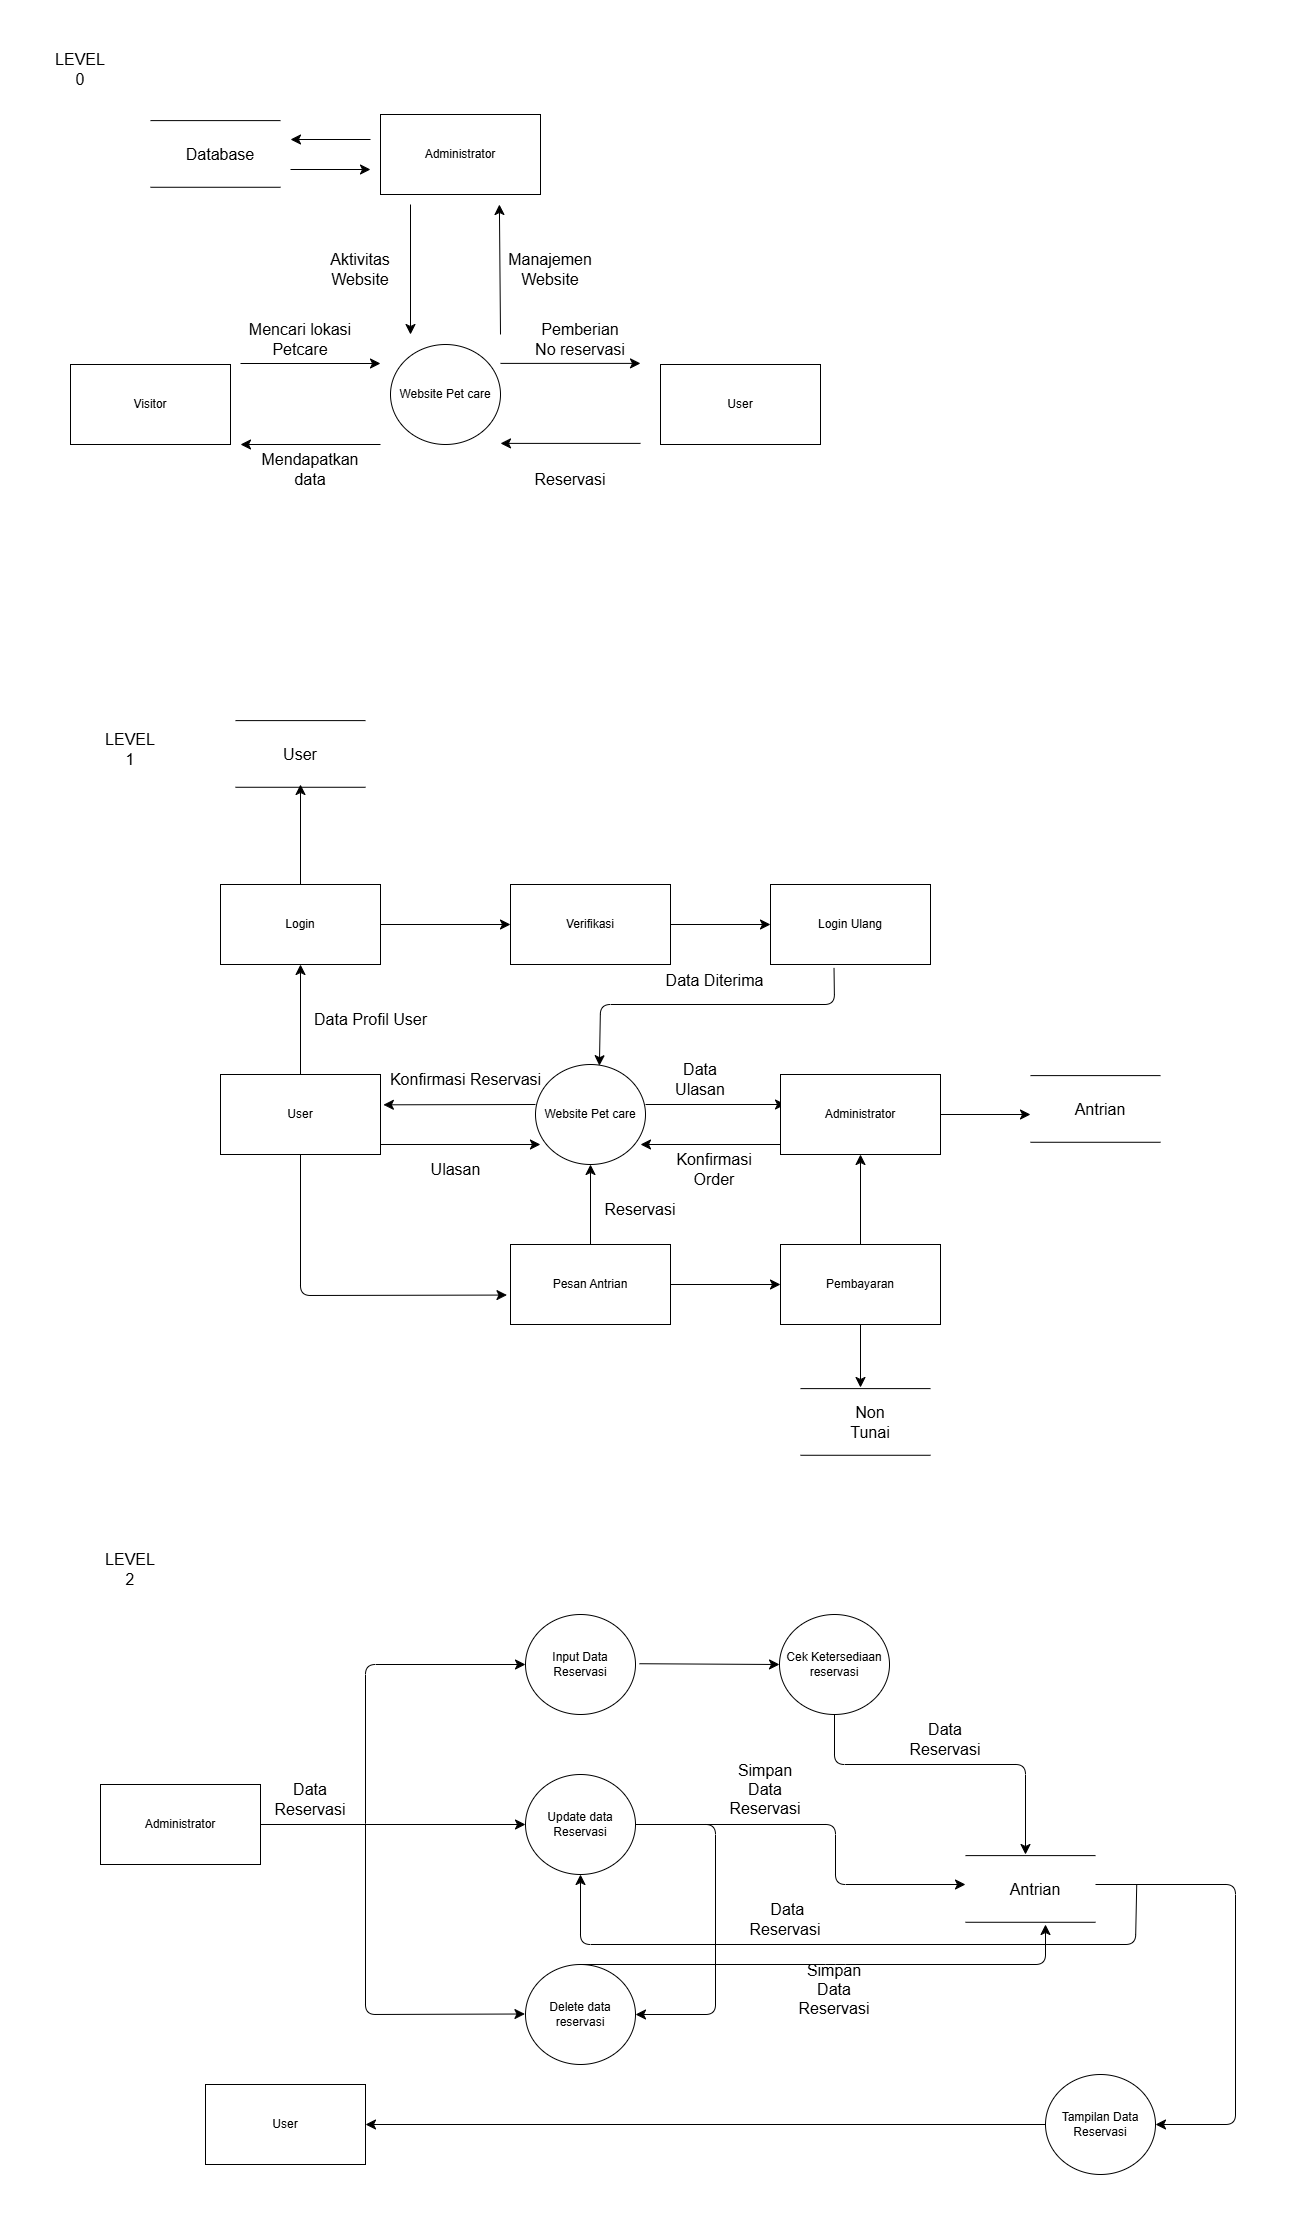 LEVEL
0
Database
Administrator
Aktivitas
Website
Manajemen
Website
Mencari lokasi
Petcare
Pemberian
No reservasi
Visitor
Website Pet care
User
Mendapatkan
data
Reservasi
LEVEL
1
User
Login
Verifikasi
Login Ulang
Data Diterima
Data Profil User
Konfirmasi Reservasi
Data
Ulasan
User
Website Pet care
Administrator
Antrian
Ulasan
Konfirmasi
Order
Reservasi
Pesan Antrian
Pembayaran
Non
Tunai
LEVEL
2
Input Data
Reservasi
Cek Ketersediaan
reservasi
Data
Reservasi
Simpan
Data
Reservasi
Data
Reservasi
Administrator
Update data
Reservasi
Antrian
Data
Reservasi
Simpan
Data
Reservasi
Delete data
reservasi
User
Tampilan Data
Reservasi